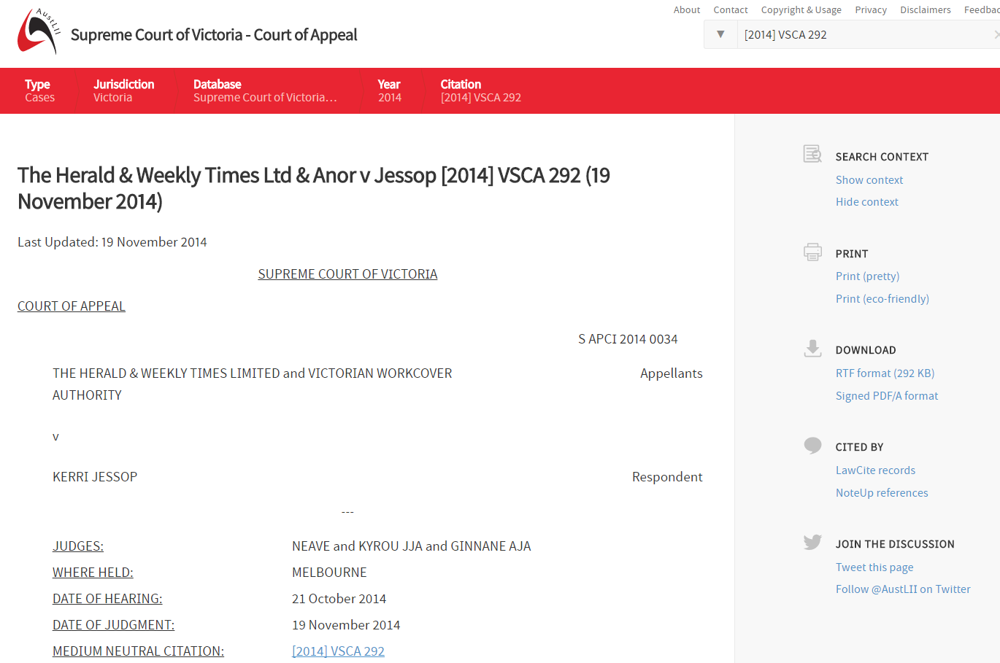 About Contact Copyright & Usage Privacy Disclaimers Feedbac
AustLII
Supreme Court of Victoria - Court of Appeal
▼ [2014] VSCA 292
Type Jurisdiction Database Year Citation
Cases Victoria Supreme Court of Victoria... 2014 [2014] VSCA 292
The Herald & Weekly Times Ltd & Anor v Jessop [2014] VSCA 292 (19
November 2014)
Last Updated: 19 November 2014
SUPREME COURT OF VICTORIA
COURT OF APPEAL
S APCI 2014 0034
THE HERALD & WEEKLY TIMES LIMITED and VICTORIAN WORKCOVER Appellants
AUTHORITY
v
KERRI JESSOP Respondent
---
JUDGES: NEAVE and KYROU JJA and GINNANE AJA
WHERE HELD: MELBOURNE
DATE OF HEARING: 21 October 2014
DATE OF JUDGMENT: 19 November 2014
MEDIUM NEUTRAL CITATION: [2014] VSCA 292
SEARCH CONTEXT
Show context
Hide context
PRINT
Print (pretty)
Print (eco-friendly)
DOWNLOAD
RTF format (292 KB)
Signed PDF/A format
CITED BY
LawCite records
NoteUp references
JOIN THE DISCUSSION
Tweet this page
Follow @AustLII on Twitter